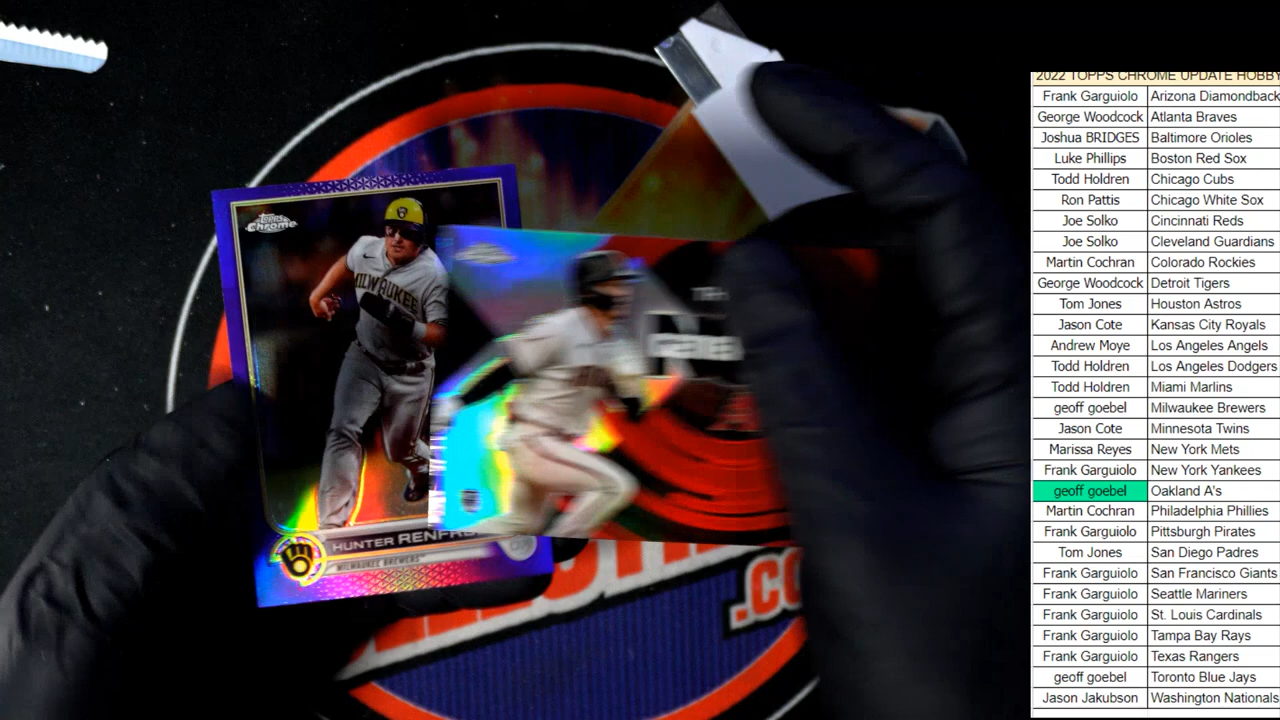 Topps
Chrome
MILWAUKEE
HUNTER RENFR
MILWAUKEE BREWERS
.CO
2022 TOPPS CHROME UPDATE HOBBY
Frank Garguiolo Arizona Diamondback
George Woodcock Atlanta Braves
Joshua BRIDGES Baltimore Orioles
Luke Phillips Boston Red Sox
Todd Holdren Chicago Cubs
Ron Pattis Chicago White Sox
Joe Solko Cincinnati Reds
Joe Solko Cleveland Guardians
Martin Cochran Colorado Rockies
George Woodcock Detroit Tigers
Tom Jones Houston Astros
Jason Cote Kansas City Royals
Andrew Moye Los Angeles Angels
Todd Holdren Los Angeles Dodgers
Todd Holdren Miami Marlins
geoff goebel Milwaukee Brewers
Jason Cote Minnesota Twins
Marissa Reyes New York Mets
Frank Garguiolo New York Yankees
geoff goebel Oakland A's
Martin Cochran Philadelphia Phillies
Frank Garguiolo Pittsburgh Pirates
Tom Jones San Diego Padres
Frank Garguiolo San Francisco Giants
Frank Garguiolo Seattle Mariners
Frank Garguiolo St. Louis Cardinals
Frank Garguiolo Tampa Bay Rays
Frank Garguiolo Texas Rangers
geoff goebel Toronto Blue Jays
Jason Jakubson Washington Nationals